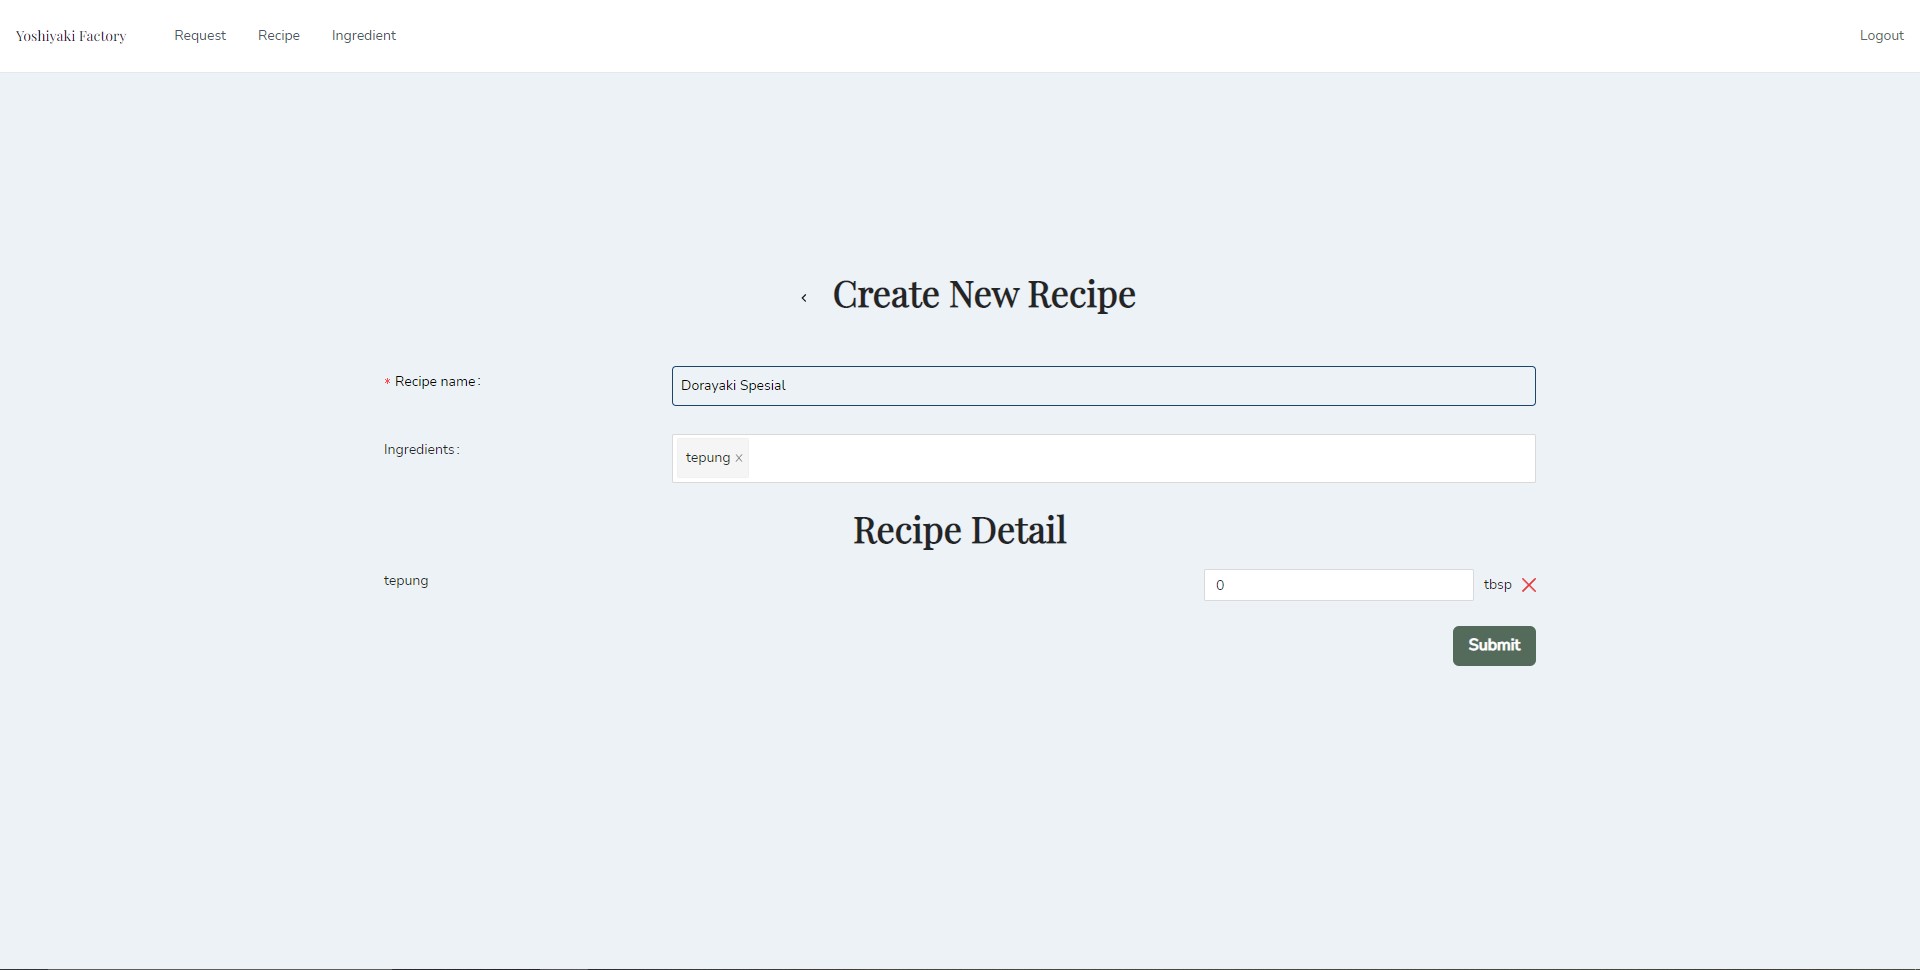 Yoshiyaki Factory Request Recipe Ingredient Logout
‹ Create New Recipe
* Recipe name: Dorayaki Spesial
Ingredients: tepung ×
Recipe Detail
tepung 0 tbsp
Submit